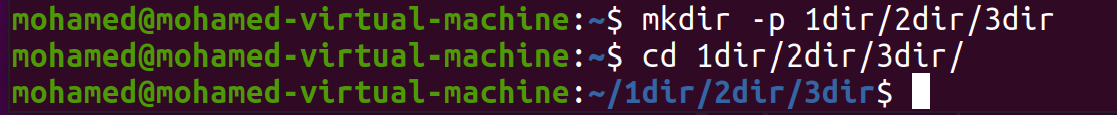 mohamed@mohamed-virtual-machine:~$ mkdir -p 1dir/2dir/3dir
mohamed@mohamed-virtual-machine:~$ cd 1dir/2dir/3dir/
mohamed@mohamed-virtual-machine:~/1dir/2dir/3dir$